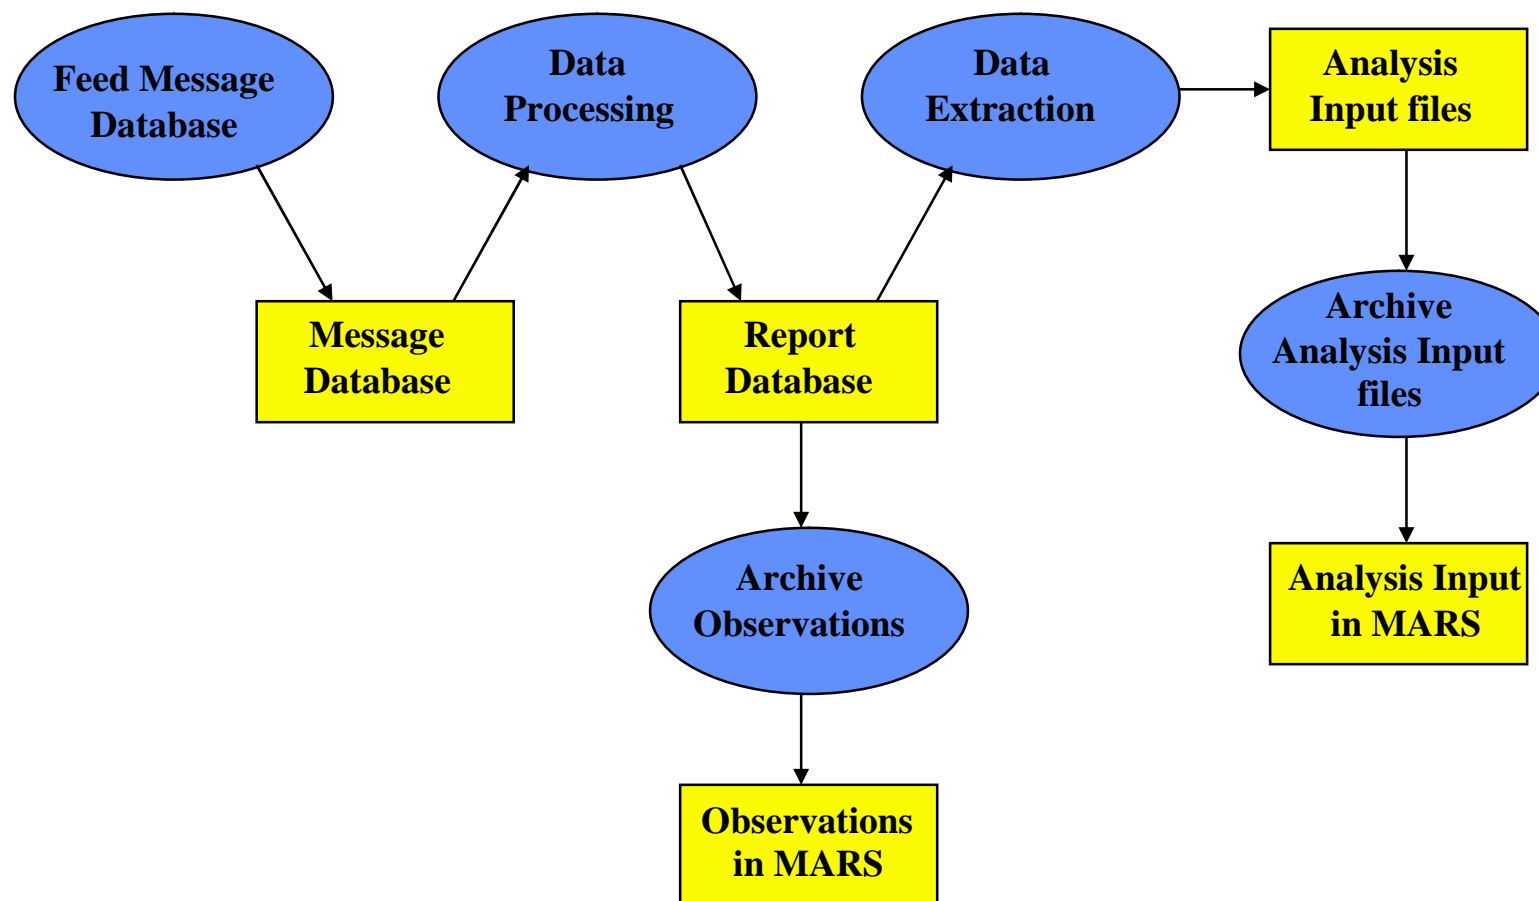 Feed Message
Database
Data
Processing
Data
Extraction
Analysis
Input files
Message
Database
Report
Database
Archive
Analysis Input
files
Archive
Observations
Analysis Input
in MARS
Observations
in MARS